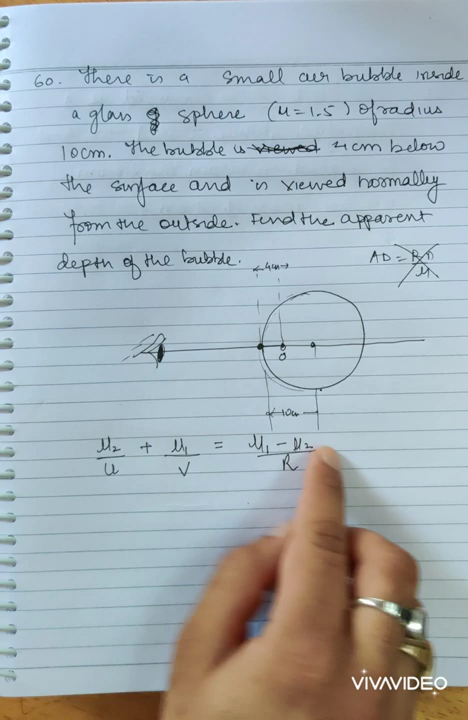 60. There is a small air bubble inside
a glass sphere (μ=1.5) of radius
10cm. The bubble is viewed 4cm below
the surface and is viewed normally
from the outside. Find the apparent
depth of the bubble.
AD = RD/μ
4cm
O
10cm
μ2/u + μ1/v = μ1 - μ2/R
VIVAVIDEO